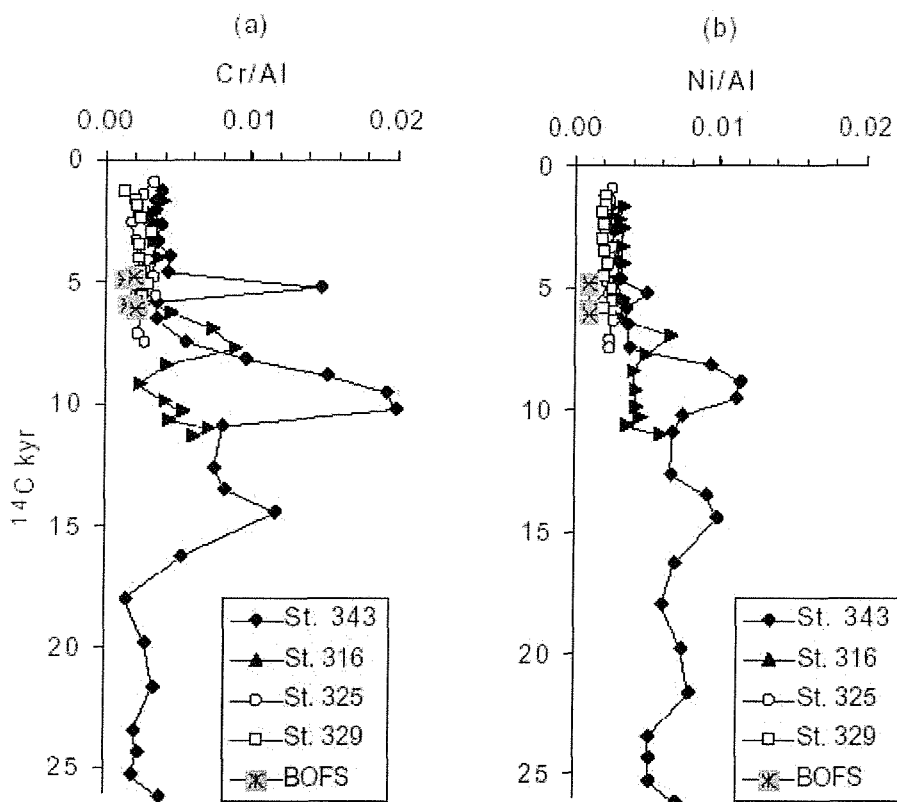 (a)
Cr/Al
0.00 0.01 0.02
0
5
10
15
20
25
¹⁴C kyr
St. 343
St. 316
St. 325
St. 329
BOFS
(b)
Ni/Al
0.00 0.01 0.02
0
5
10
15
20
25
St. 343
St. 316
St. 325
St. 329
BOFS